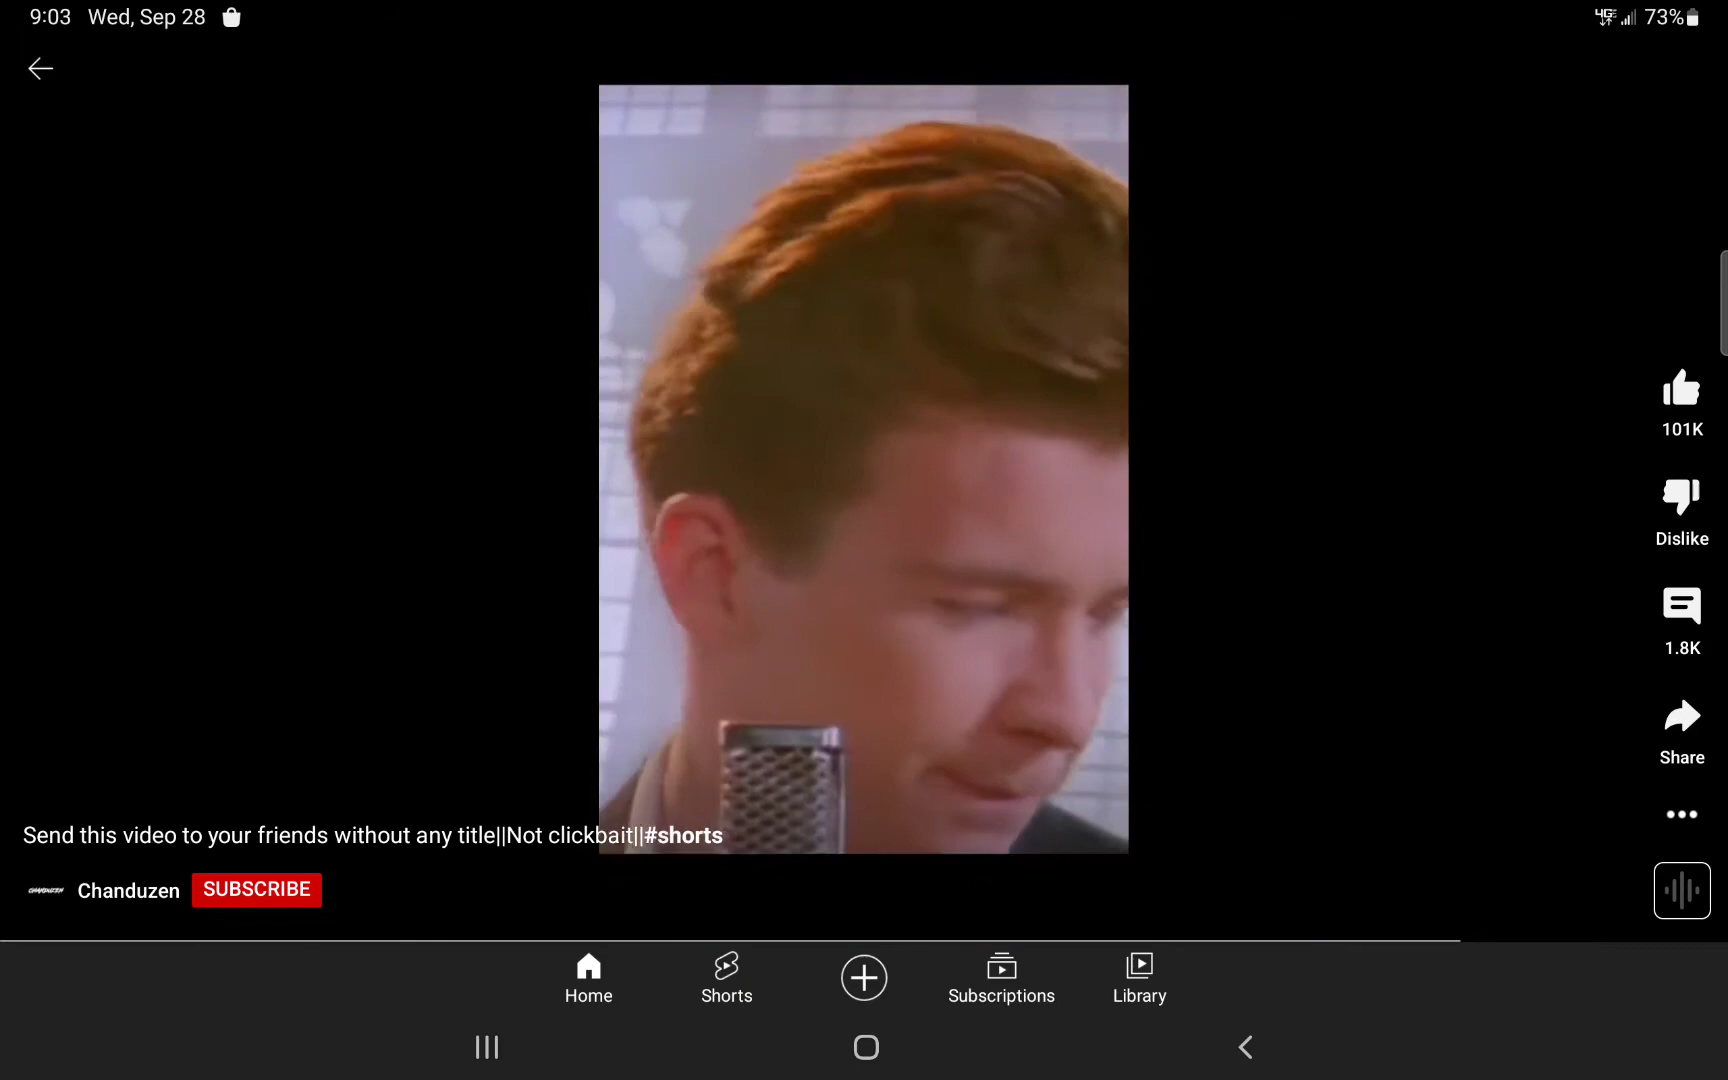 9:03 Wed, Sep 28
73%
101K
Dislike
1.8K
Share
Send this video to your friends without any title||Not clickbait||#shorts
Chanduzen SUBSCRIBE
Home Shorts Subscriptions Library